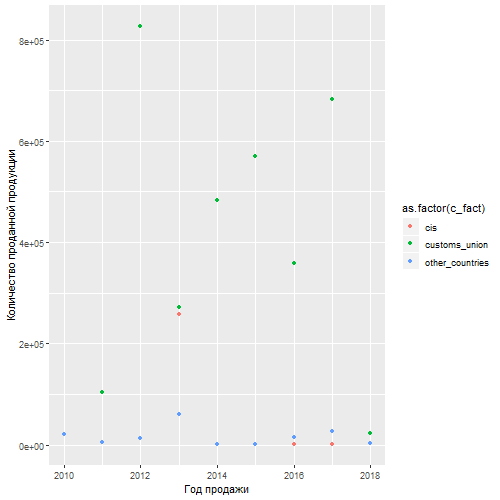 8e+05
6e+05
4e+05
2e+05
0e+00
Количество проданной продукции
2010
2012
2014
2016
2018
Год продажи
as.factor(c_fact)
cis
customs_union
other_countries